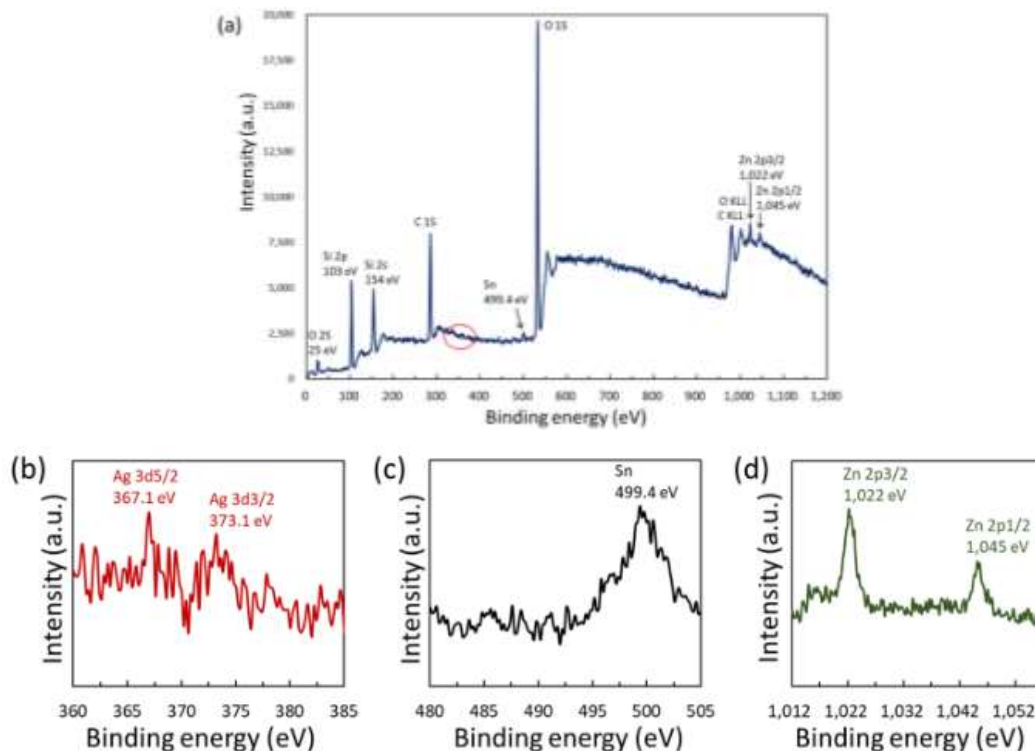 (a)
20,000
17,500
15,000
12,500
10,000
7,500
5,000
2,500
0
Intensity (a.u.)
O 1S
Zn 2p3/2
1,022 eV
Zn 2p1/2
1,045 eV
O KLL
C KLL
C 1S
Si 2p
103 eV
Si 2s
154 eV
Sn
499.4 eV
O 2S
25 eV
0 100 200 300 400 500 600 700 800 900 1,000 1,100 1,200
Binding energy (eV)
(b)
Ag 3d5/2
367.1 eV
Ag 3d3/2
373.1 eV
Intensity (a.u.)
360 365 370 375 380 385
Binding energy (eV)
(c)
Sn
499.4 eV
Intensity (a.u.)
480 485 490 495 500 505
Binding energy (eV)
(d)
Zn 2p3/2
1,022 eV
Zn 2p1/2
1,045 eV
Intensity (a.u.)
1,012 1,022 1,032 1,042 1,052
Binding energy (eV)